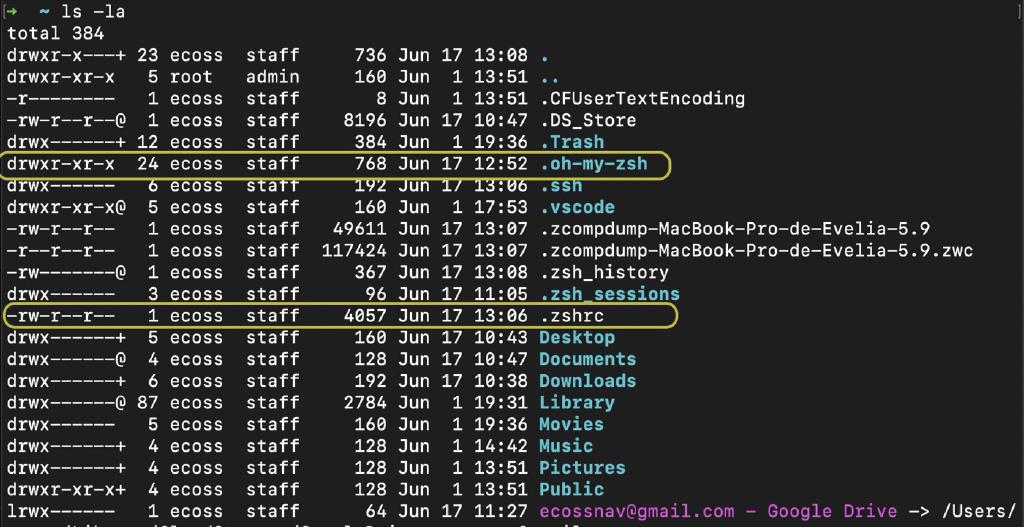 [➜  ~ ls -la ]
total 384
drwxr-x---+ 23 ecoss  staff     736 Jun 17 13:08 .
drwxr-xr-x   5 root   admin     160 Jun  1 13:51 ..
-r--------   1 ecoss  staff       8 Jun  1 13:51 .CFUserTextEncoding
-rw-r--r--@  1 ecoss  staff    8196 Jun 17 10:47 .DS_Store
drwx------+ 12 ecoss  staff     384 Jun  1 19:36 .Trash
drwxr-xr-x  24 ecoss  staff     768 Jun 17 12:52 .oh-my-zsh
drwx------   6 ecoss  staff     192 Jun 17 13:06 .ssh
drwxr-xr-x@  5 ecoss  staff     160 Jun  1 17:53 .vscode
-rw-r--r--   1 ecoss  staff   49611 Jun 17 13:07 .zcompdump-MacBook-Pro-de-Evelia-5.9
-r--r--r--   1 ecoss  staff  117424 Jun 17 13:07 .zcompdump-MacBook-Pro-de-Evelia-5.9.zwc
-rw-------@  1 ecoss  staff     367 Jun 17 13:08 .zsh_history
drwx------   3 ecoss  staff      96 Jun 17 11:05 .zsh_sessions
-rw-r--r--   1 ecoss  staff    4057 Jun 17 13:06 .zshrc
drwx------+  5 ecoss  staff     160 Jun 17 10:43 Desktop
drwx------@  4 ecoss  staff     128 Jun 17 10:47 Documents
drwx------+  6 ecoss  staff     192 Jun 17 10:38 Downloads
drwx------@ 87 ecoss  staff    2784 Jun  1 19:31 Library
drwx------   5 ecoss  staff     160 Jun  1 19:36 Movies
drwx------+  4 ecoss  staff     128 Jun  1 14:42 Music
drwx------+  4 ecoss  staff     128 Jun  1 13:51 Pictures
drwxr-xr-x+  4 ecoss  staff     128 Jun  1 13:51 Public
lrwx------   1 ecoss  staff      61 Jun 17 11:27 ecossnav@gmail.com - Google Drive -> /Users/